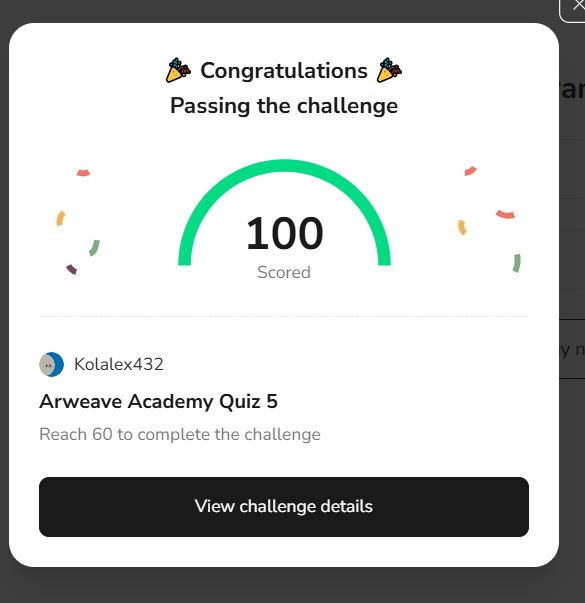 🎉 Congratulations 🎉
Passing the challenge
100
Scored
Kolalex432
Arweave Academy Quiz 5
Reach 60 to complete the challenge
View challenge details